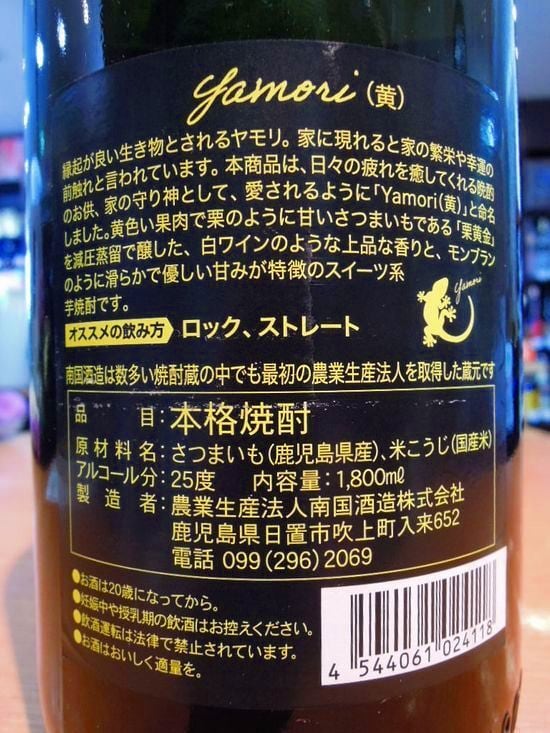 Yamori（黄）
縁起が良い生き物とされるヤモリ。家に現れると家の繁栄や幸運の
前触れと言われています。本商品は、日々の疲れを癒してくれる晩酌
のお供、家の守り神として、愛されるように「Yamori（黄）」と命名
しました。黄色い果肉で栗のように甘いさつまいもである「栗黄金」
を減圧蒸留で醸した、白ワインのような上品な香りと、モンブラン
のように滑らかで優しい甘みが特徴のスイーツ系
芋焼酎です。
Yamori
オススメの飲み方 ロック、ストレート
南国酒造は数多い焼酎蔵の中でも最初の農業生産法人を取得した蔵元です
品目：本格焼酎
原材料名：さつまいも（鹿児島県産）、米こうじ（国産米）
アルコール分：25度 内容量：1,800mℓ
製造者：農業生産法人南国酒造株式会社
鹿児島県日置市吹上町入来652
電話 099（296）2069
●お酒は20歳になってから。
●妊娠中や授乳期の飲酒はお控えください。
●飲酒運転は法律で禁止されています。
●お酒はおいしく適量を。
4 544061 024118